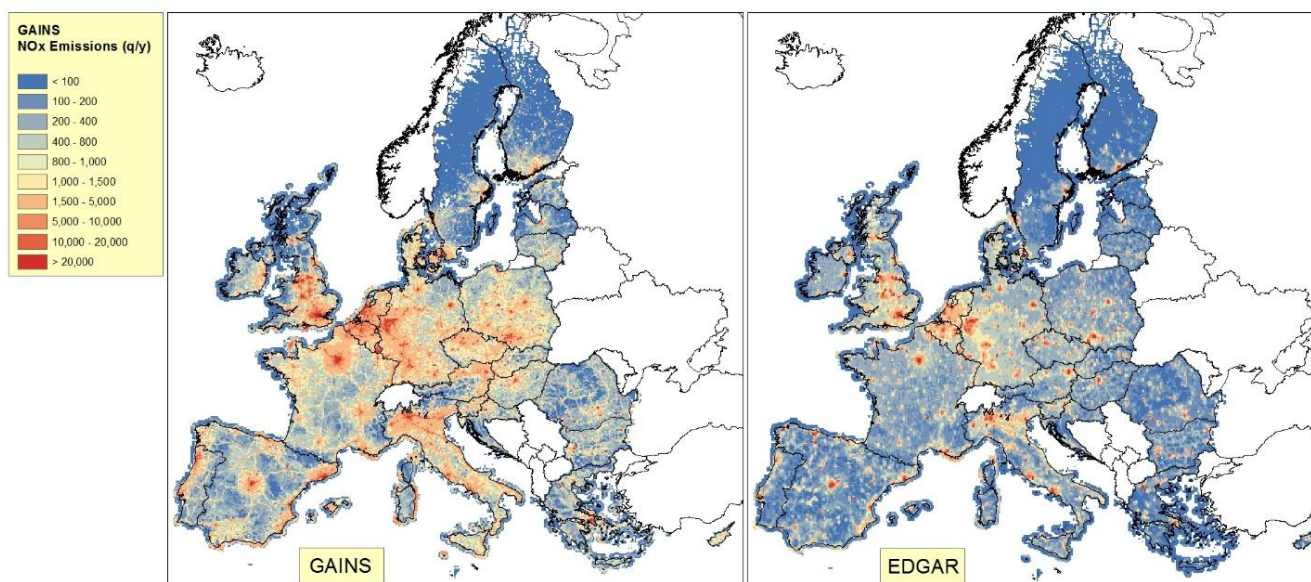 GAINS
NOx Emissions (q/y)
< 100
100 - 200
200 - 400
400 - 800
800 - 1,000
1,000 - 1,500
1,500 - 5,000
5,000 - 10,000
10,000 - 20,000
> 20,000
GAINS
EDGAR